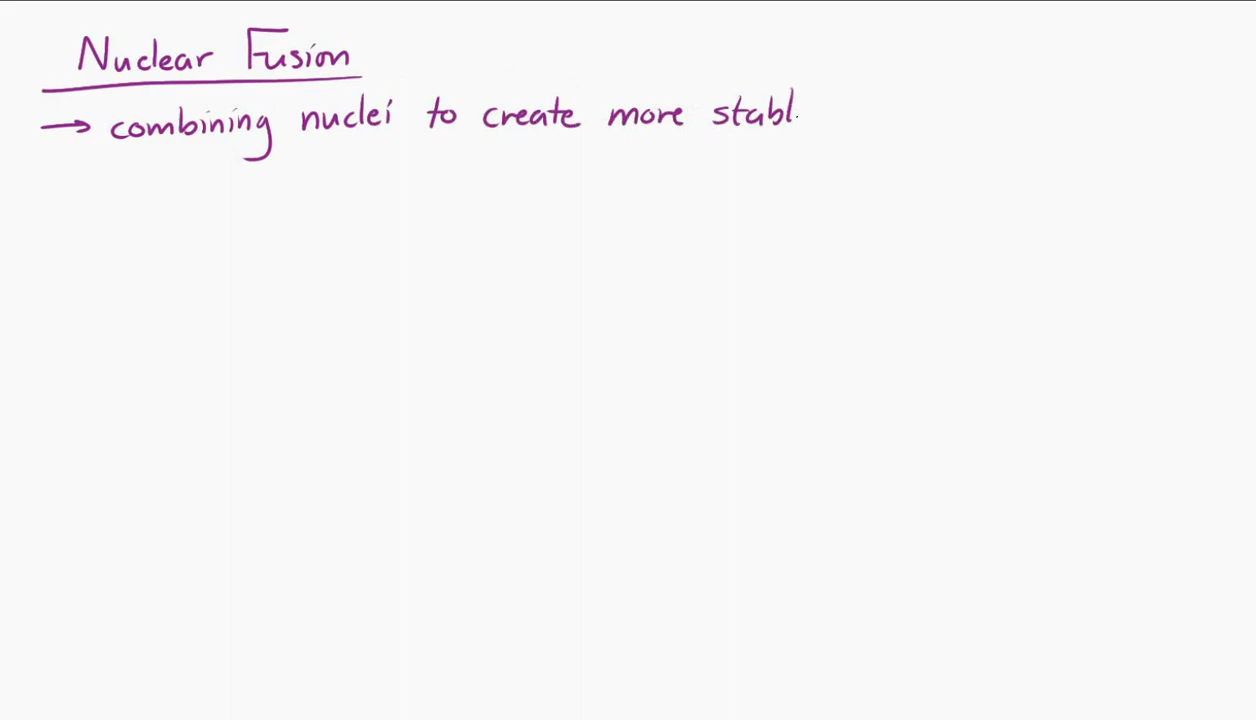 Nuclear Fusion
→ combining nuclei to create more stabl